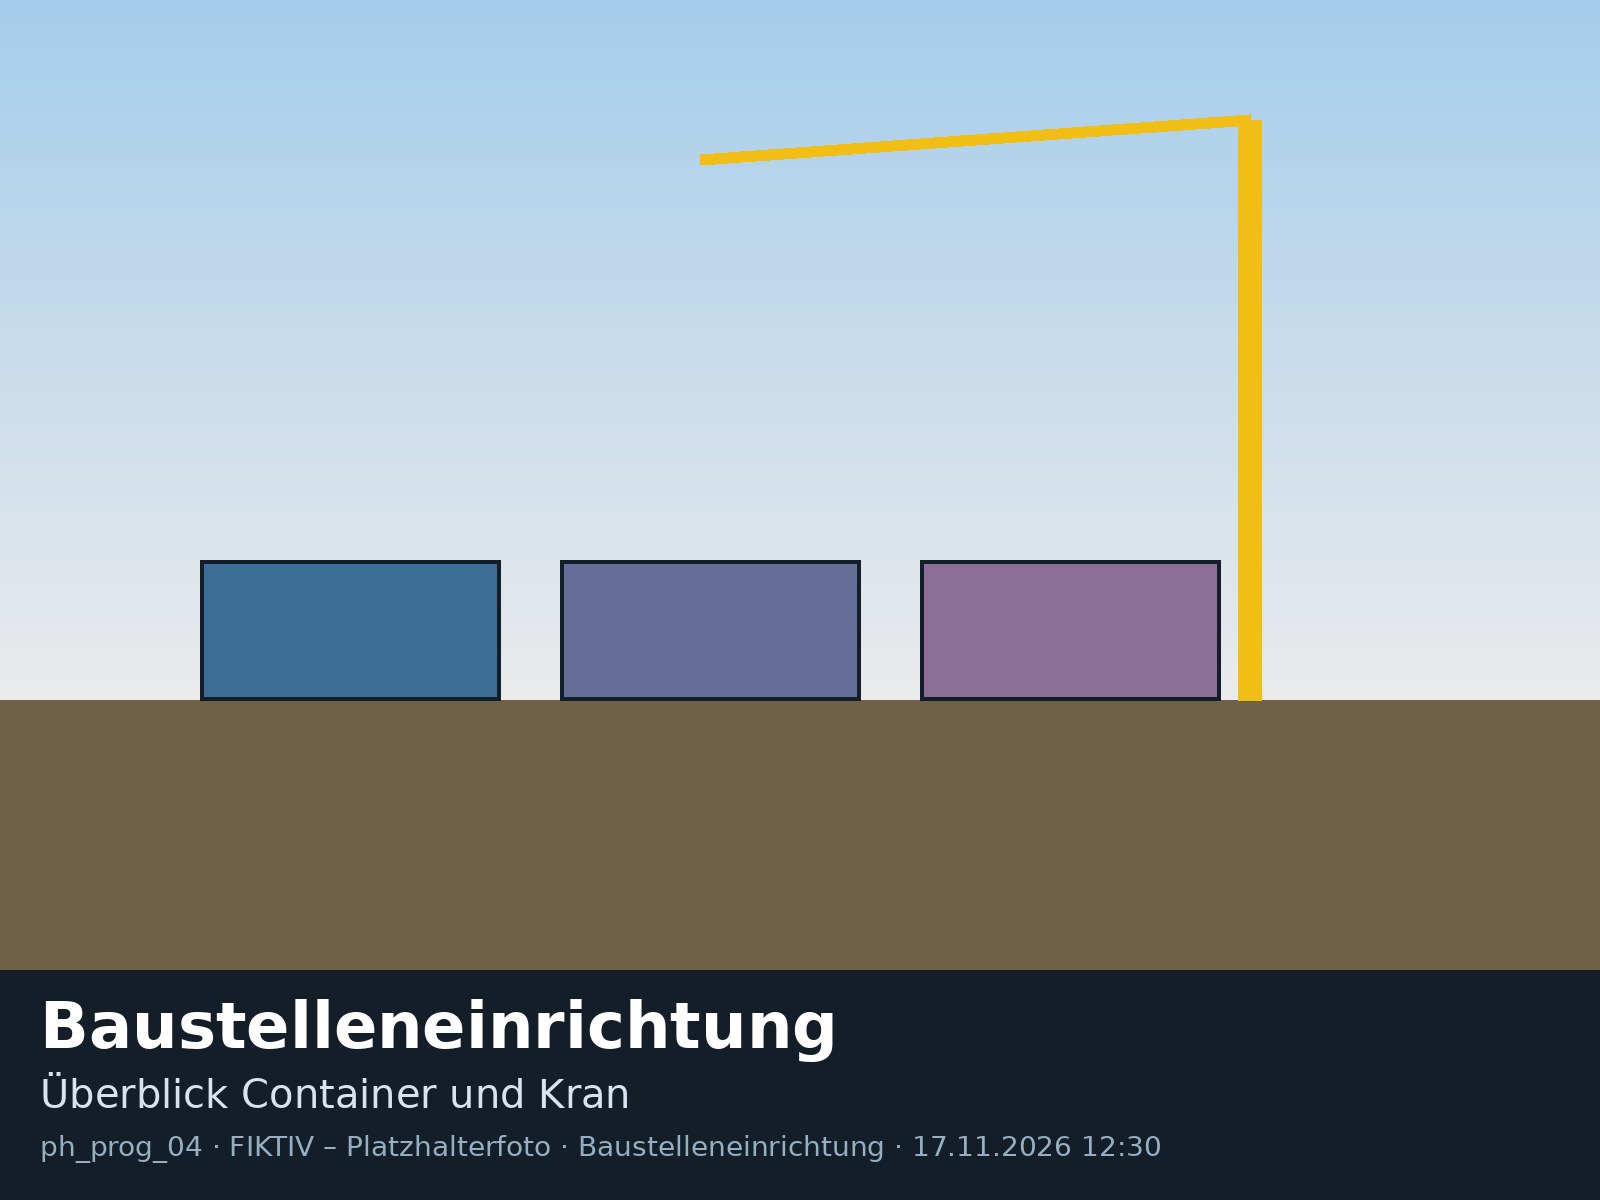 Baustelleneinrichtung
Überblick Container und Kran
ph_prog_04 · FIKTIV – Platzhalterfoto · Baustelleneinrichtung · 17.11.2026 12:30